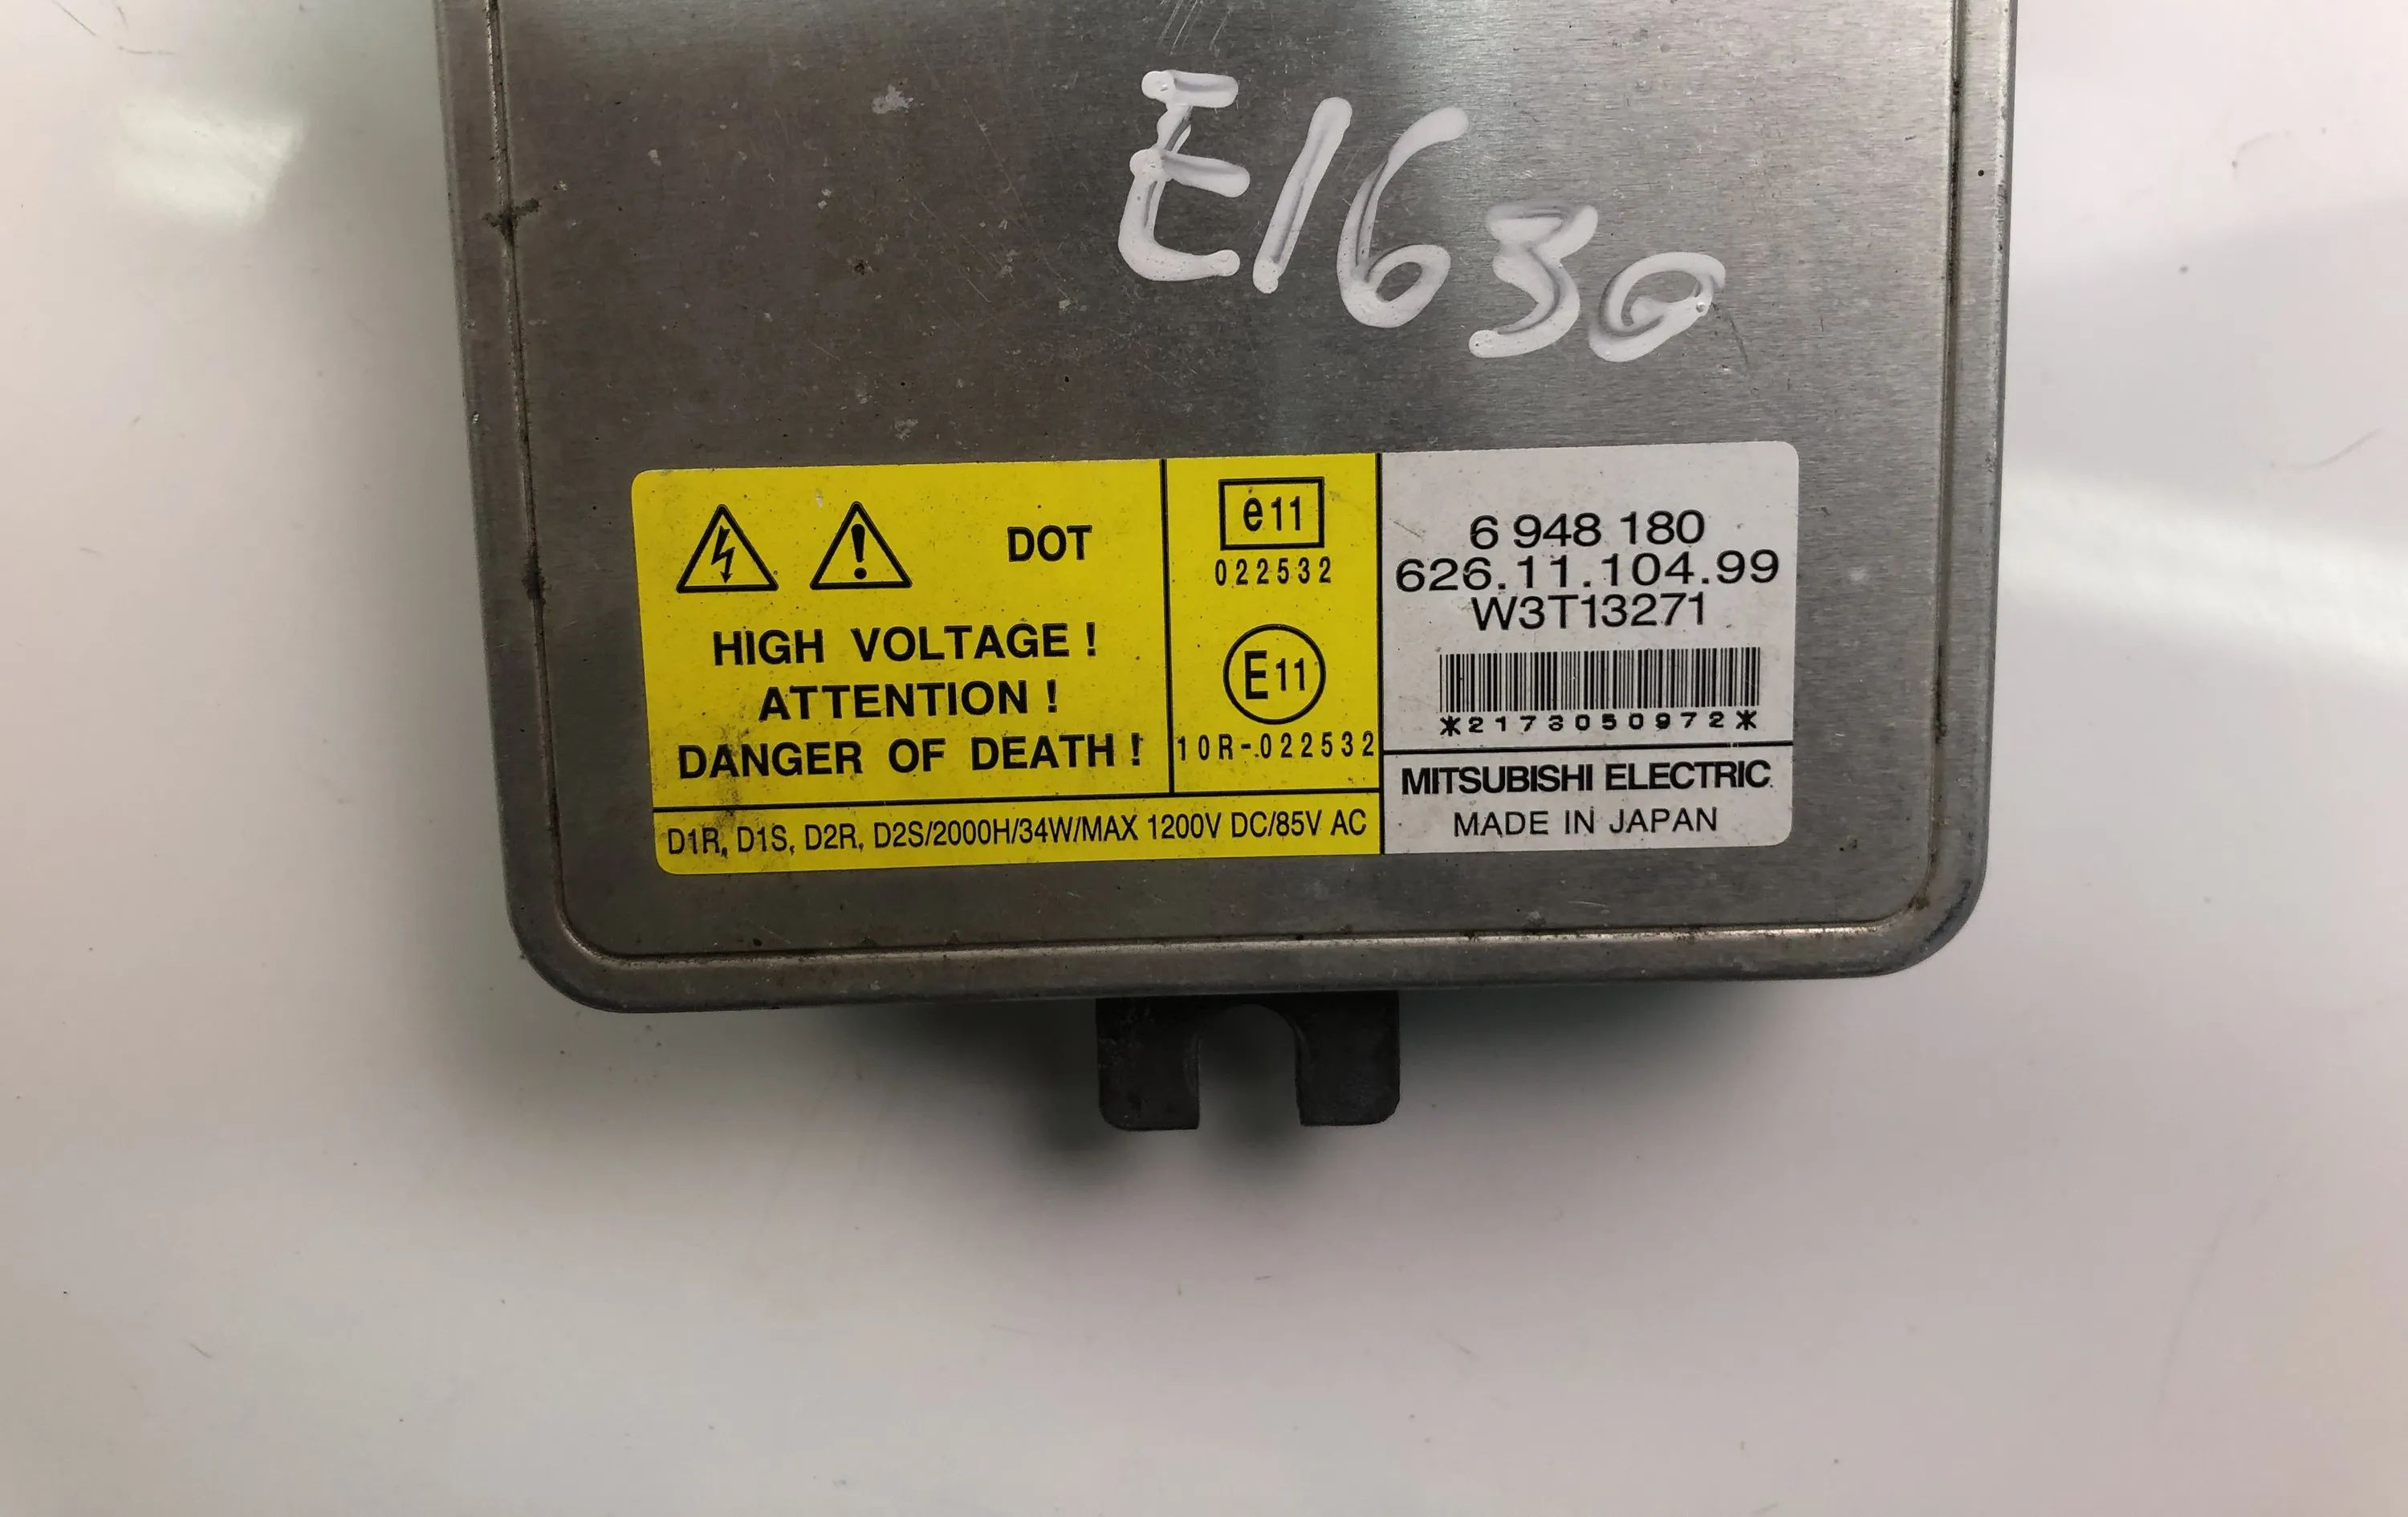 E1630
DOT
HIGH VOLTAGE !
ATTENTION !
DANGER OF DEATH !
e11
022532
E11
10R-022532
D1R, D1S, D2R, D2S/2000H/34W/MAX 1200V DC/85V AC
6 948 180
626.11.104.99
W3T13271
*2173050972*
MITSUBISHI ELECTRIC
MADE IN JAPAN